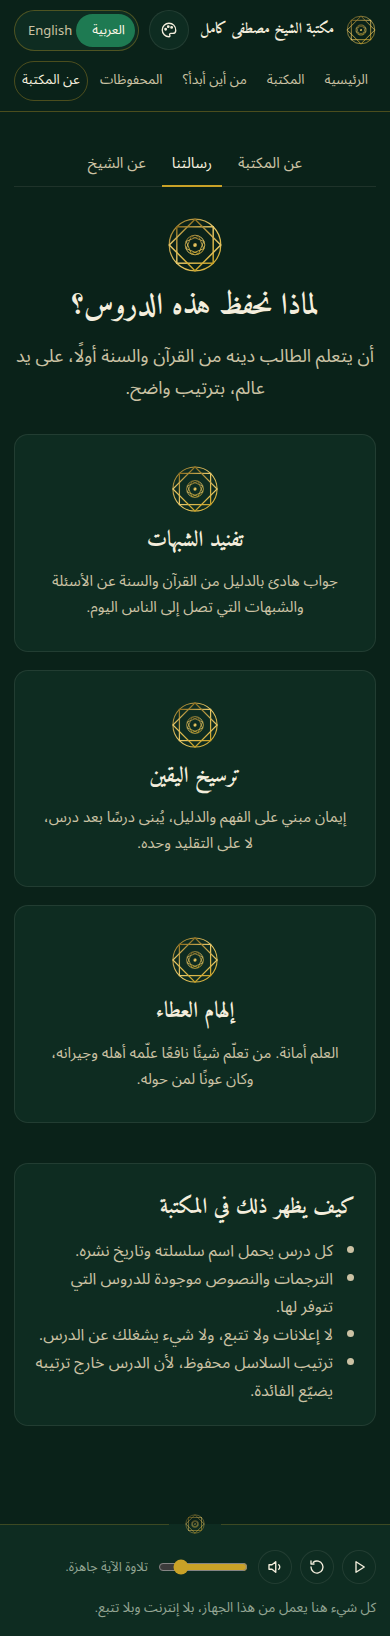 مكتبة الشيخ مصطفى كامل
العربية English
الرئيسية المكتبة من أين أبدأ؟ المحفوظات عن المكتبة
عن المكتبة رسالتنا عن الشيخ
لماذا نحفظ هذه الدروس؟
أن يتعلم الطالب دينه من القرآن والسنة أولًا، على يد
عالم، بترتيب واضح.
تفنيد الشبهات
جواب هادئ بالدليل من القرآن والسنة عن الأسئلة
والشبهات التي تصل إلى الناس اليوم.
ترسيخ اليقين
إيمان مبني على الفهم والدليل، يُبنى درسًا بعد درس،
لا على التقليد وحده.
إلهام العطاء
العلم أمانة. من تعلّم شيئًا نافعًا علّمه أهله وجيرانه،
وكان عونًا لمن حوله.
كيف يظهر ذلك في المكتبة
كل درس يحمل اسم سلسلته وتاريخ نشره.
الترجمات والنصوص موجودة للدروس التي
تتوفر لها.
لا إعلانات ولا تتبع، ولا شيء يشغلك عن الدرس.
ترتيب السلاسل محفوظ، لأن الدرس خارج ترتيبه
يضيّع الفائدة.
تلاوة الآية جاهزة.
كل شيء هنا يعمل من هذا الجهاز، بلا إنترنت وبلا تتبع.